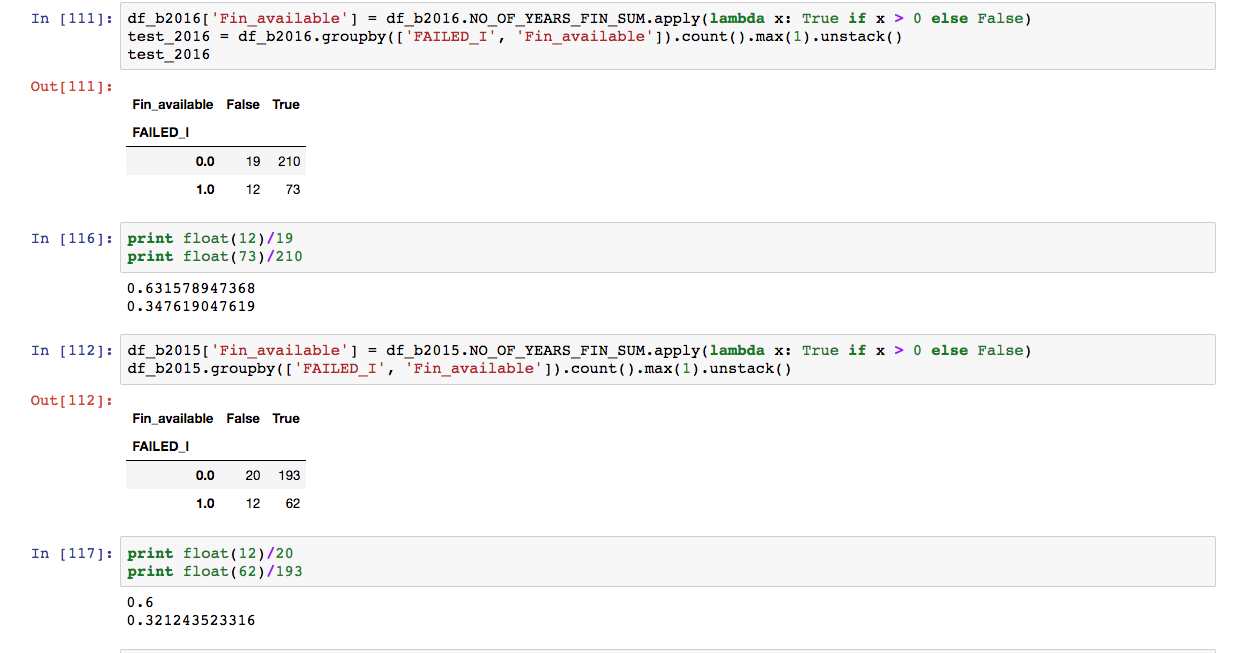 In [111]: df_b2016['Fin_available'] = df_b2016.NO_OF_YEARS_FIN_SUM.apply(lambda x: True if x > 0 else False)
test_2016 = df_b2016.groupby(['FAILED_I', 'Fin_available']).count().max(1).unstack()
test_2016
Out[111]:
Fin_available False True
FAILED_I
0.0 19 210
1.0 12 73
In [116]: print float(12)/19
print float(73)/210
0.631578947368
0.347619047619
In [112]: df_b2015['Fin_available'] = df_b2015.NO_OF_YEARS_FIN_SUM.apply(lambda x: True if x > 0 else False)
df_b2015.groupby(['FAILED_I', 'Fin_available']).count().max(1).unstack()
Out[112]:
Fin_available False True
FAILED_I
0.0 20 193
1.0 12 62
In [117]: print float(12)/20
print float(62)/193
0.6
0.321243523316